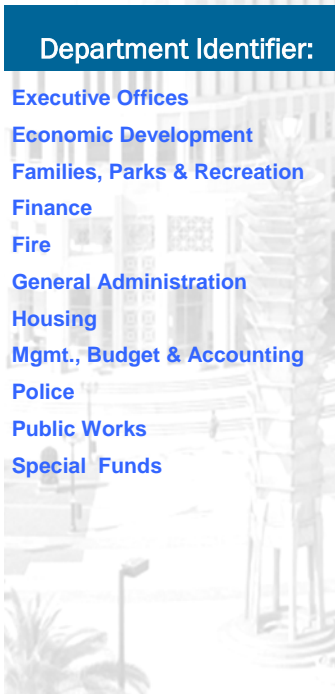 Department Identifier:
Executive Offices
Economic Development
Families, Parks & Recreation
Finance
Fire
General Administration
Housing
Mgmt., Budget & Accounting
Police
Public Works
Special Funds